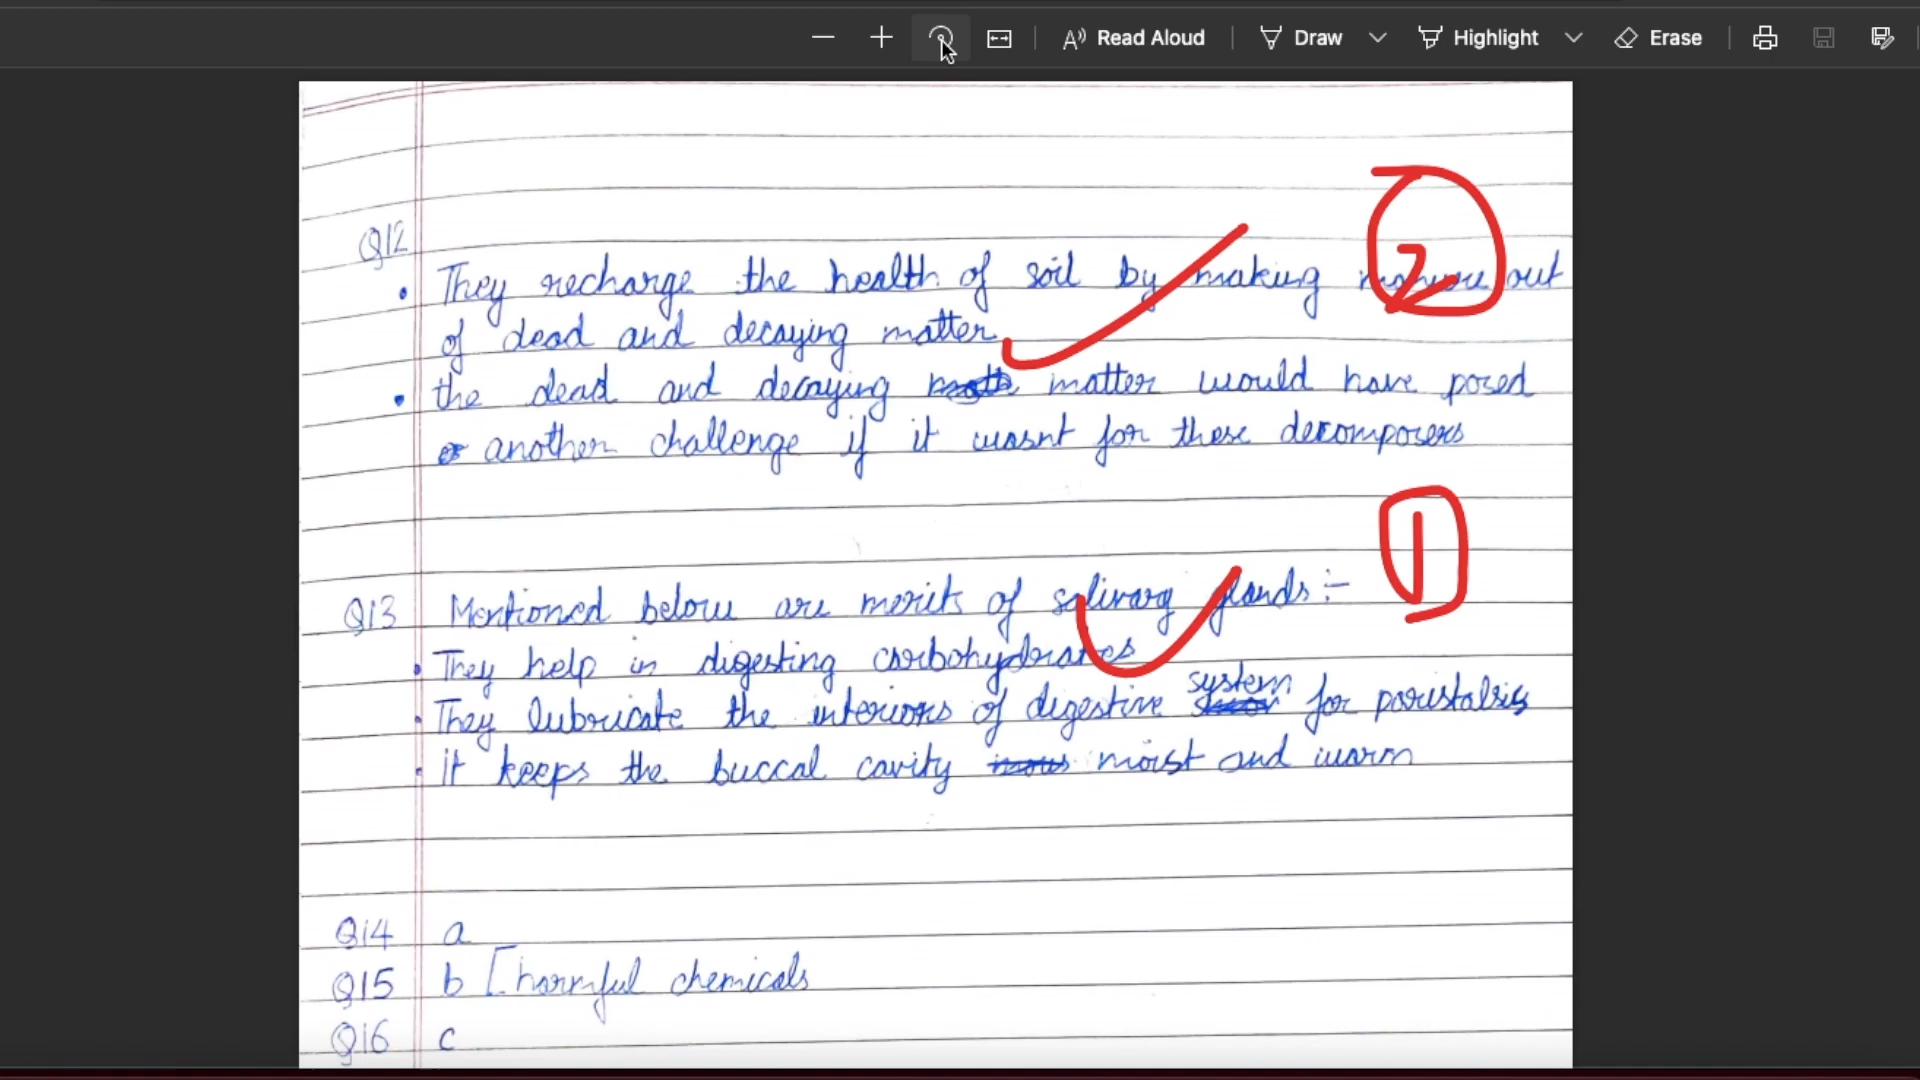 Read Aloud Draw Highlight Erase
Q12
2
• They recharge the health of soil by making manure out
of dead and decaying matter
• the dead and decaying matter would have posed
another challenge if it wasnt for these decomposers
1
Q13 Mentioned below are merits of salivary glands :-
• They help in digesting carbohydrates
system
• They lubricate the interiors of digestive for paristalsis
• it keeps the buccal cavity moist and warm
Q14 a
Q15 b [harmful chemicals
Q16 c